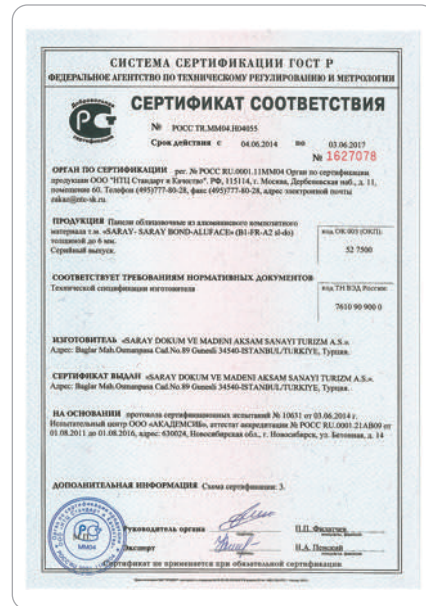 СИСТЕМА СЕРТИФИКАЦИИ ГОСТ Р
ФЕДЕРАЛЬНОЕ АГЕНТСТВО ПО ТЕХНИЧЕСКОМУ РЕГУЛИРОВАНИЮ И МЕТРОЛОГИИ
Добровольная
сертификация
СЕРТИФИКАТ СООТВЕТСТВИЯ
№ РОСС TR.ММ04.Н04055
Срок действия с 04.06.2014 по 03.06.2017
№ 1627078
ОРГАН ПО СЕРТИФИКАЦИИ рег. № РОСС RU.0001.11ММ04 Орган по сертификации
продукции ООО "НТЦ Стандарт и Качество". РФ, 115114, г. Москва, Дербеневская наб., д. 11,
помещение 60. Телефон (495)777-80-28, факс (495)777-80-28, адрес электронной почты
zakaz@ntc-sk.ru.
ПРОДУКЦИЯ Панели облицовочные из алюминиевого композитного
материала т.м. «SARAY- SARAY BOND-ALUFACE» (B1-FR-A2 sl-do)
толщиной до 6 мм.
Серийный выпуск.
код ОК 005 (ОКП):
52 7500
СООТВЕТСТВУЕТ ТРЕБОВАНИЯМ НОРМАТИВНЫХ ДОКУМЕНТОВ
Технической спецификации изготовителя
код ТН ВЭД России:
7610 90 900 0
ИЗГОТОВИТЕЛЬ «SARAY DOKUM VE MADENI AKSAM SANAYI TURIZM A.S.».
Адрес: Baglar Mah.Osmanpasa Cad.No.89 Gunesli 34540-ISTANBUL/TURKIYE, Турция.
СЕРТИФИКАТ ВЫДАН «SARAY DOKUM VE MADENI AKSAM SANAYI TURIZM A.S.».
Адрес: Baglar Mah.Osmanpasa Cad.No.89 Gunesli 34540-ISTANBUL/TURKIYE, Турция.
НА ОСНОВАНИИ протокола сертификационных испытаний № 10631 от 03.06.2014 г.
Испытательный центр ООО «АКАДЕМСИБ», аттестат аккредитации № РОСС RU.0001.21АВ09 от
01.08.2011 до 01.08.2016, адрес: 630024, Новосибирская обл., г. Новосибирск, ул. Бетонная, д. 14
ДОПОЛНИТЕЛЬНАЯ ИНФОРМАЦИЯ Схема сертификации: 3.
Руководитель органа
П.П. Филатчев
Эксперт
Н.А.
ММ04
Сертификат не применяется при обязательной сертификации